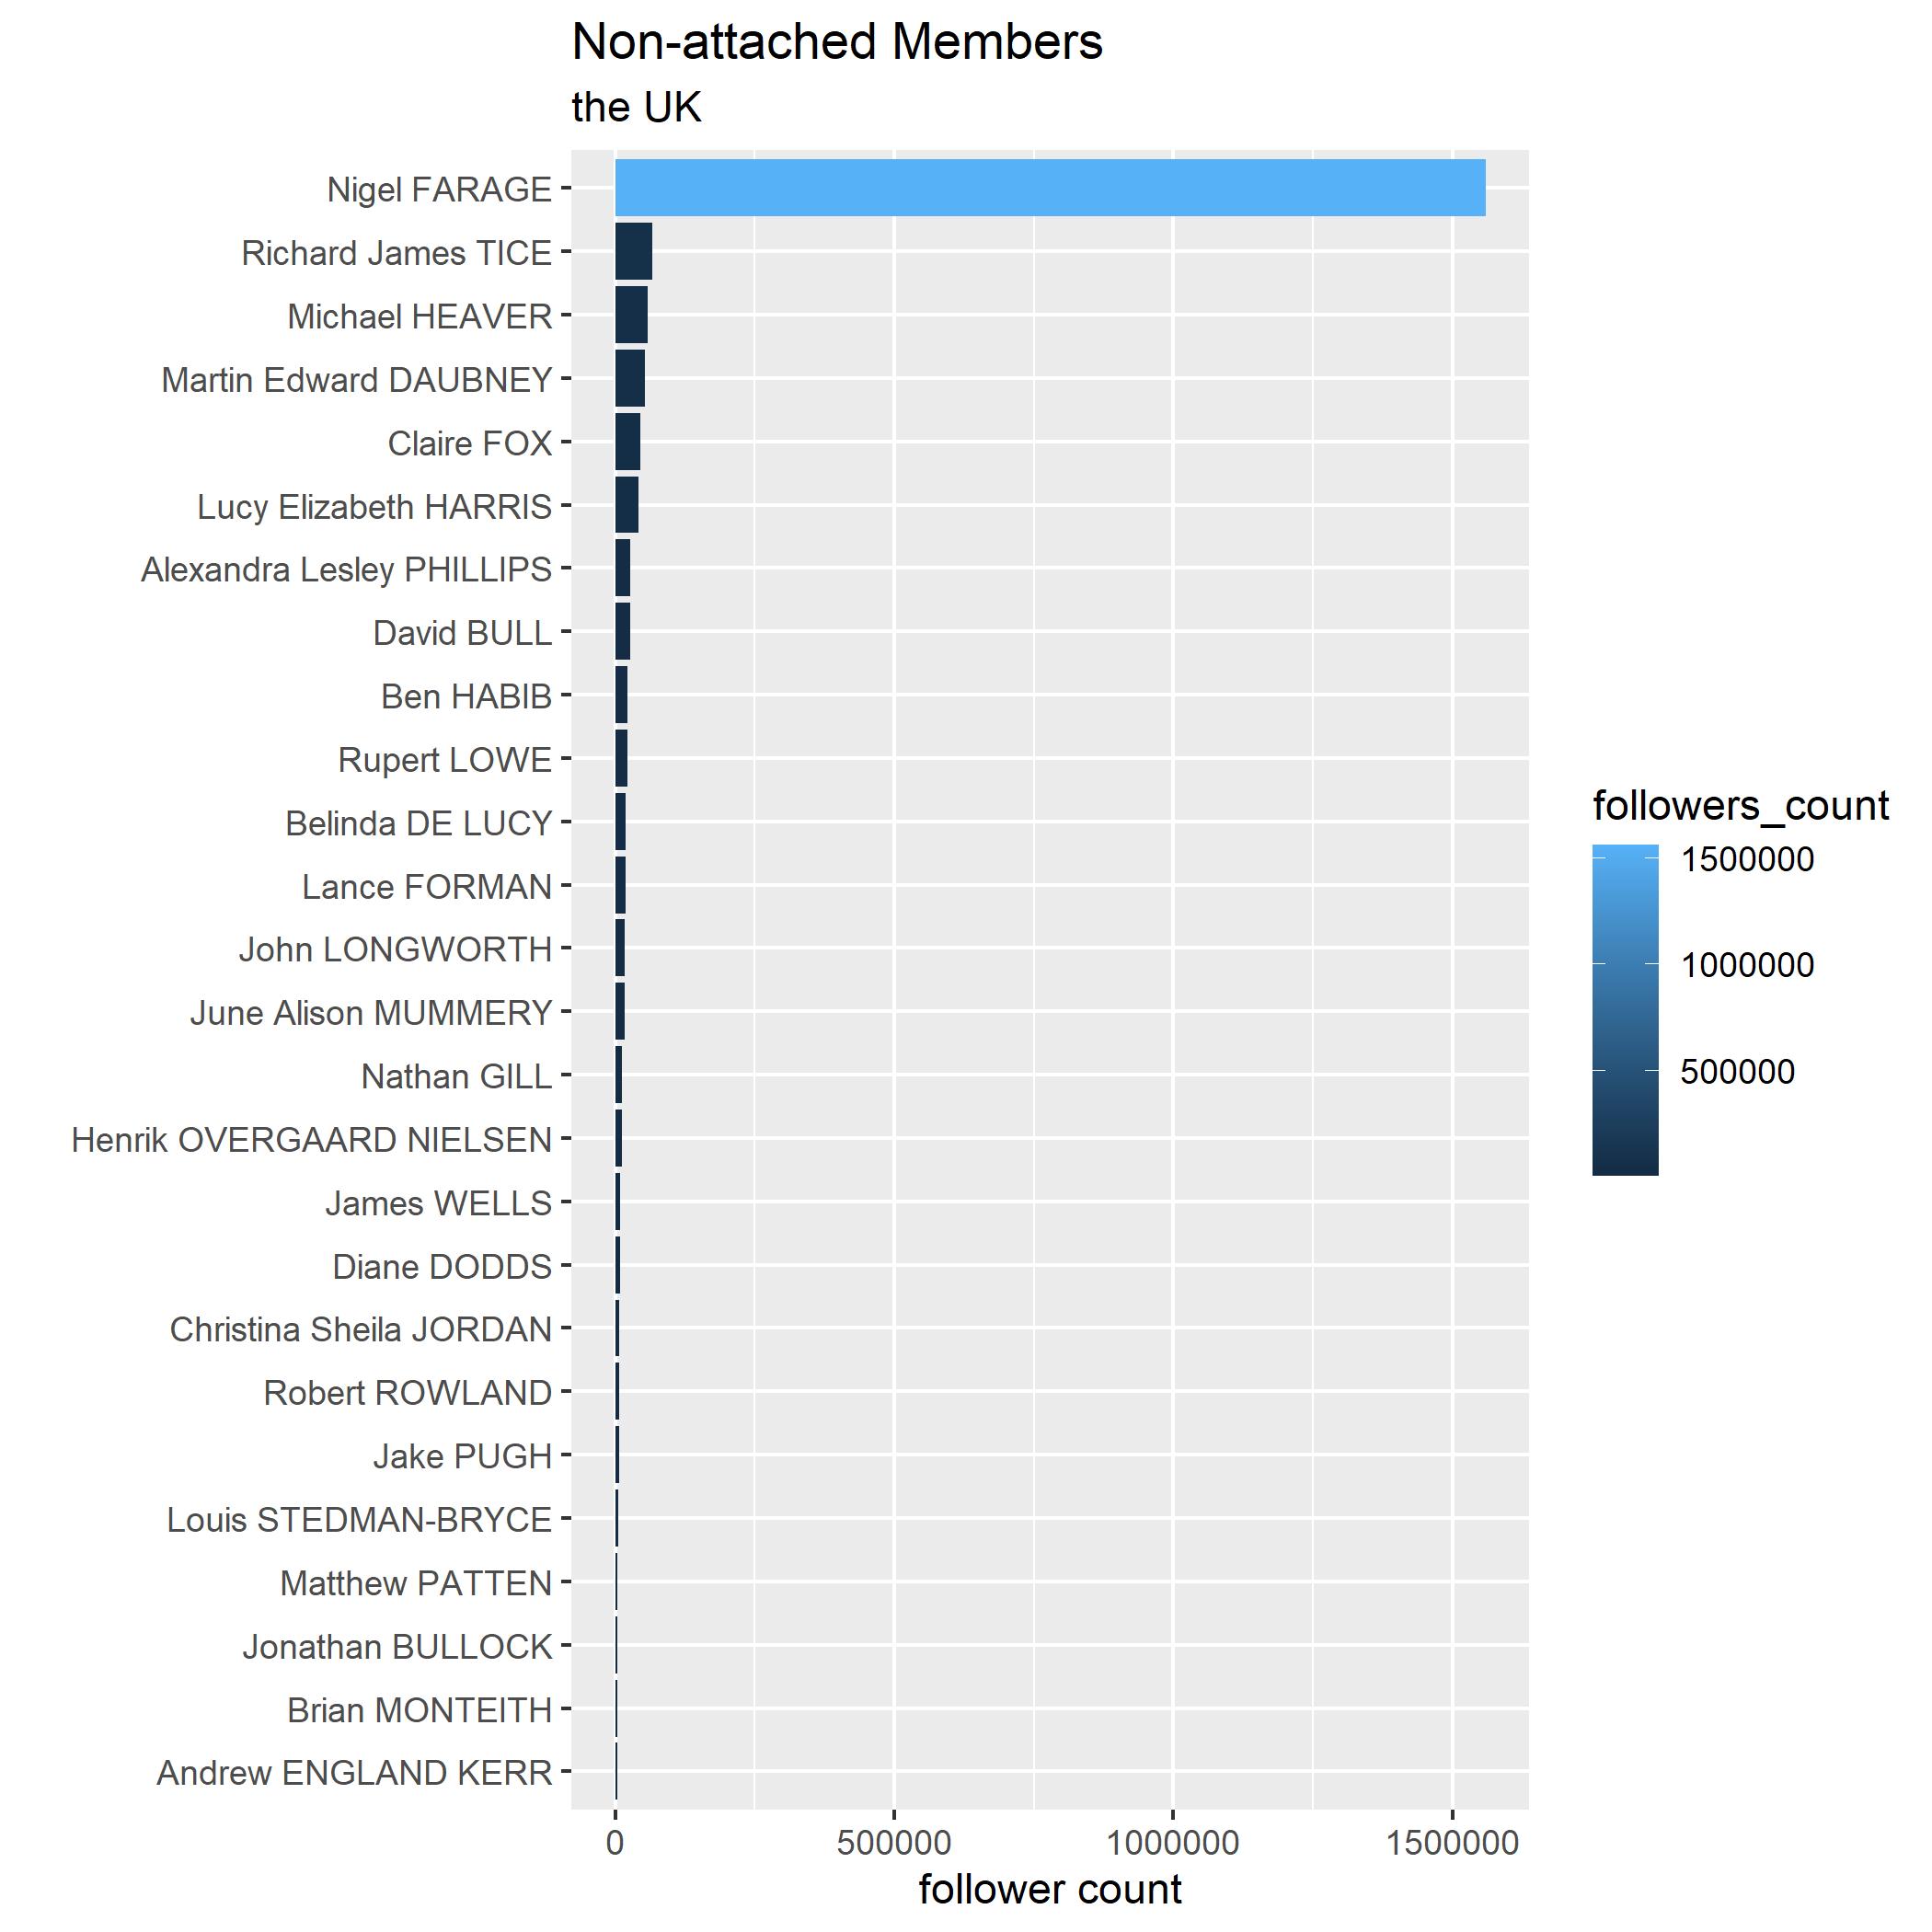 Non-attached Members
the UK
Nigel FARAGE
Richard James TICE
Michael HEAVER
Martin Edward DAUBNEY
Claire FOX
Lucy Elizabeth HARRIS
Alexandra Lesley PHILLIPS
David BULL
Ben HABIB
Rupert LOWE
Belinda DE LUCY
Lance FORMAN
John LONGWORTH
June Alison MUMMERY
Nathan GILL
Henrik OVERGAARD NIELSEN
James WELLS
Diane DODDS
Christina Sheila JORDAN
Robert ROWLAND
Jake PUGH
Louis STEDMAN-BRYCE
Matthew PATTEN
Jonathan BULLOCK
Brian MONTEITH
Andrew ENGLAND KERR
0 500000 1000000 1500000
follower count
followers_count
1500000
1000000
500000